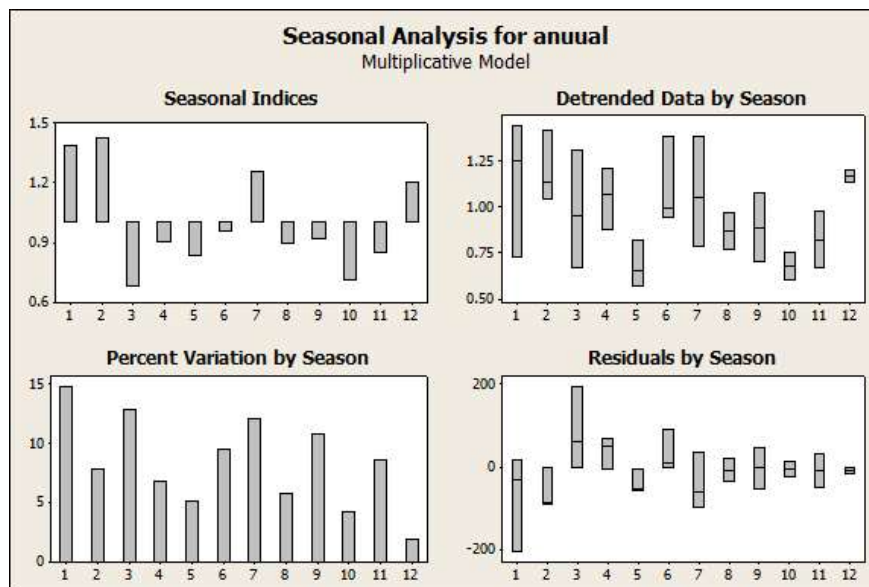 Seasonal Analysis for anuual
Multiplicative Model
Seasonal Indices
1.5
1.2
0.9
0.6
1 2 3 4 5 6 7 8 9 10 11 12
Detrended Data by Season
1.25
1.00
0.75
0.50
1 2 3 4 5 6 7 8 9 10 11 12
Percent Variation by Season
15
10
5
0
1 2 3 4 5 6 7 8 9 10 11 12
Residuals by Season
200
0
-200
1 2 3 4 5 6 7 8 9 10 11 12